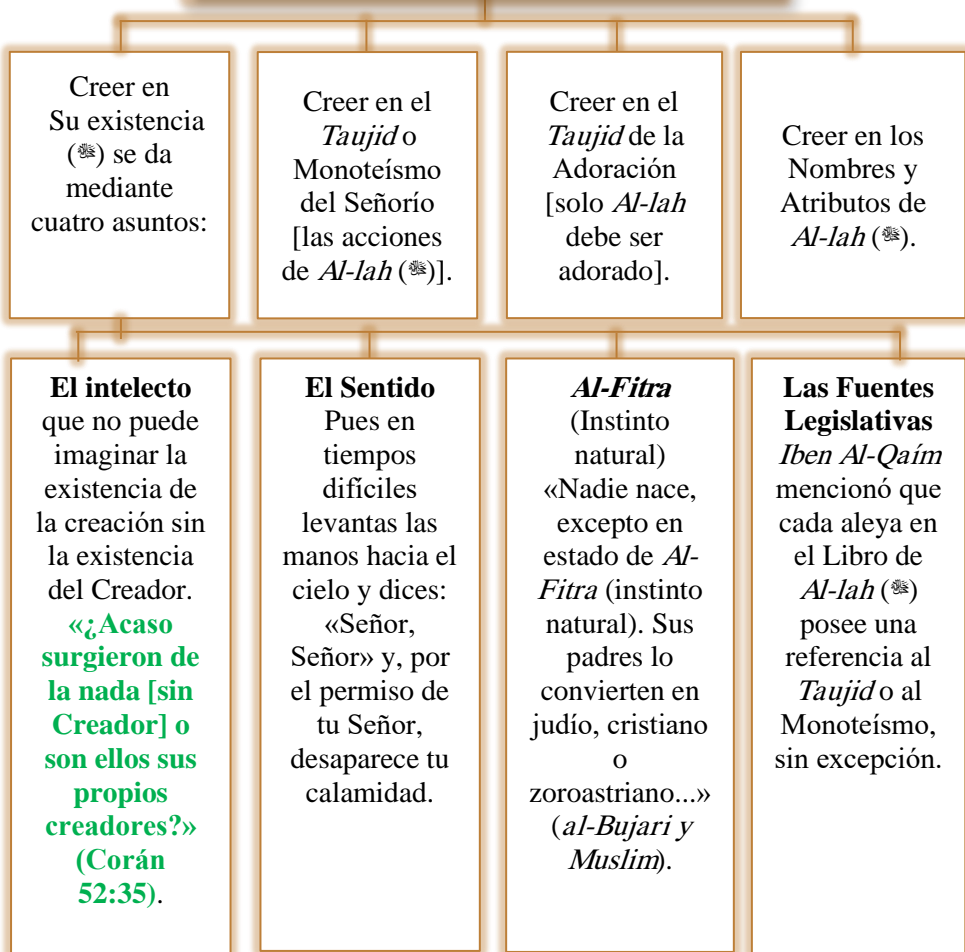 Creer en
Su existencia
(ﷻ) se da
mediante
cuatro asuntos:
Creer en el
Taujid o
Monoteísmo
del Señorío
[las acciones
de Al-lah (ﷻ)].
Creer en el
Taujid de la
Adoración
[solo Al-lah
debe ser
adorado].
Creer en los
Nombres y
Atributos de
Al-lah (ﷻ).
El intelecto
que no puede
imaginar la
existencia de
la creación sin
la existencia
del Creador.
«¿Acaso
surgieron de
la nada [sin
Creador] o
son ellos sus
propios
creadores?»
(Corán
52:35).
El Sentido
Pues en
tiempos
difíciles
levantas las
manos hacia el
cielo y dices:
«Señor,
Señor» y, por
el permiso de
tu Señor,
desaparece tu
calamidad.
Al-Fitra
(Instinto
natural)
«Nadie nace,
excepto en
estado de Al-
Fitra (instinto
natural). Sus
padres lo
convierten en
judío, cristiano
o
zoroastriano...»
(al-Bujari y
Muslim).
Las Fuentes
Legislativas
Iben Al-Qaím
mencionó que
cada aleya en
el Libro de
Al-lah (ﷻ)
posee una
referencia al
Taujid o al
Monoteísmo,
sin excepción.